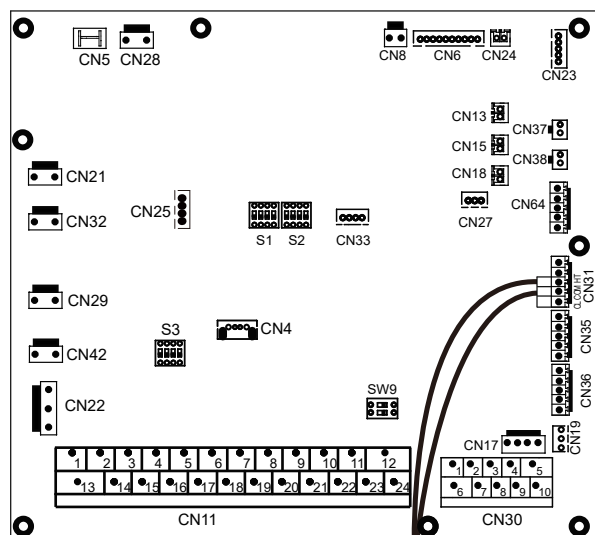 CN5
CN28
CN8
CN6
CN24
CN23
CN13
CN37
CN15
CN38
CN18
CN21
CN25
CN32
S1
S2
CN33
CN27
CN64
CL COM HT
CN31
CN29
CN35
CN4
S3
CN42
CN36
CN22
SW9
CN17
CN19
1 2 3 4 5 6 7 8 9 10 11 12
13 14 15 16 17 18 19 20 21 22 23 24
CN11
1 2 3 4 5
6 7 8 9 10
CN30